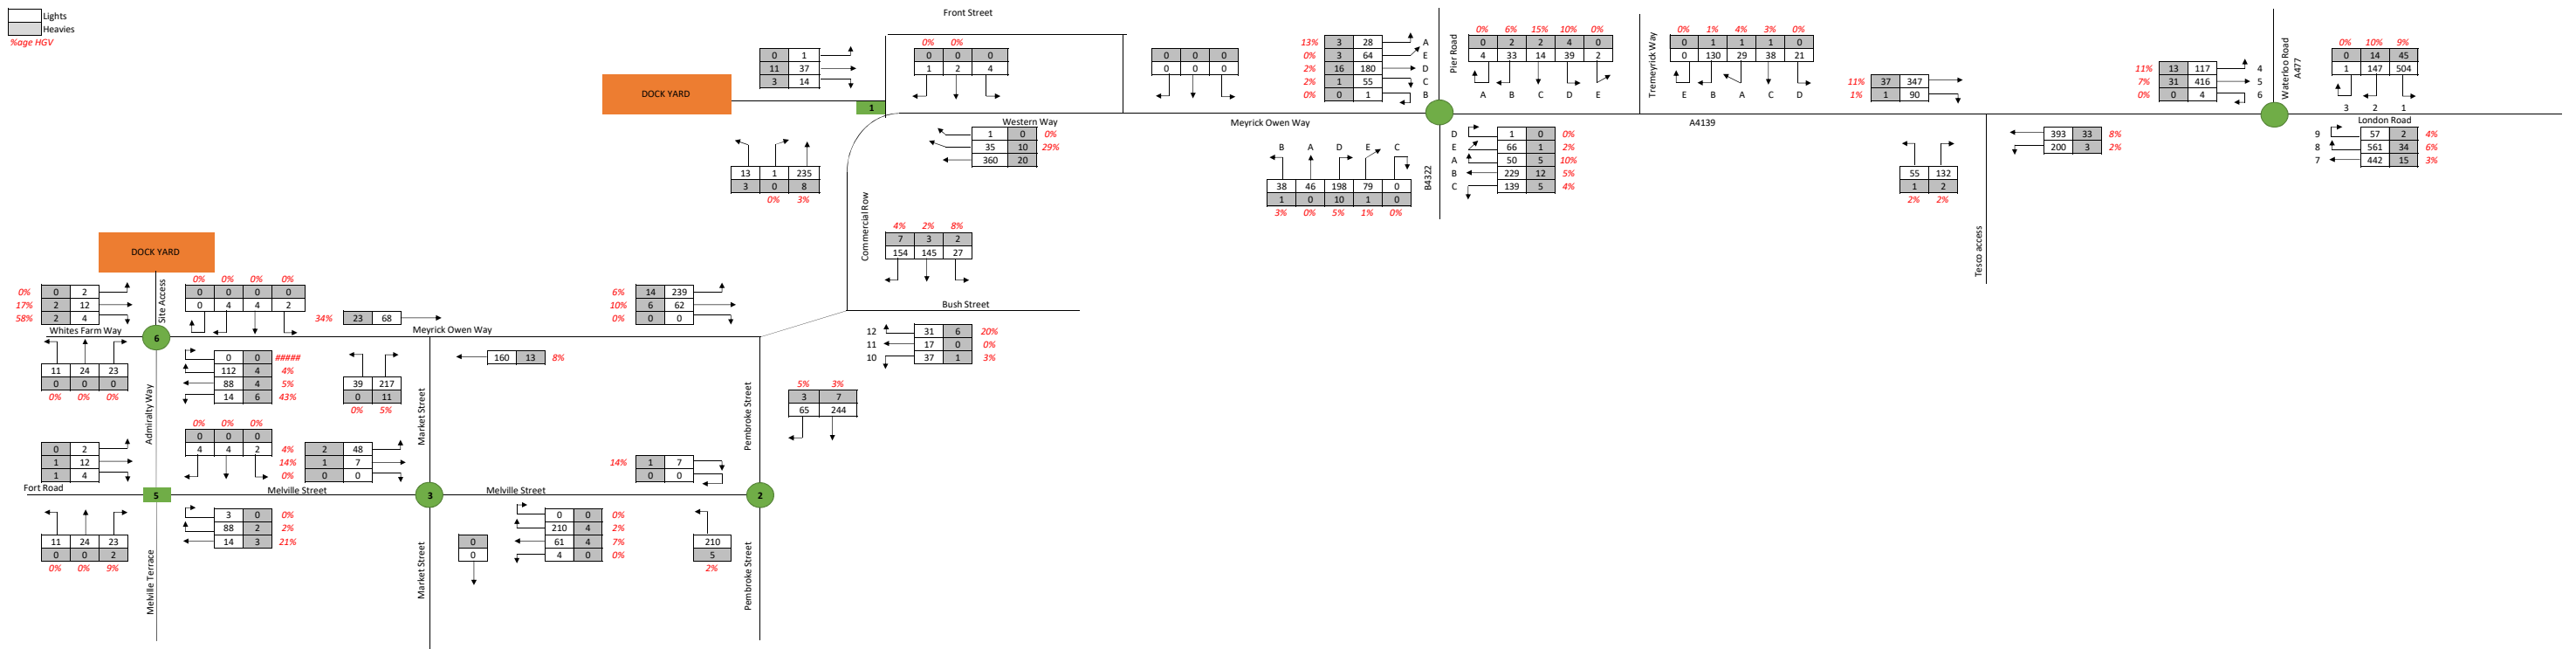 Lights
Heavies
%age HGV
Front Street
0 1
11 37
3 14
0% 0%
0 0 0
1 2 4
0 0 0
0 0 0
13% 3 28 A
0% 3 64 E
2% 16 180 D
2% 1 55 C
0% 0 1 B
Pier Road
0% 6% 15% 10% 0%
0 2 2 4 0
4 33 14 39 2
A B C D E
Tremeyrick Way
0% 1% 4% 3% 0%
0 1 1 1 0
0 130 29 38 21
E B A C D
11% 37 347
1% 1 90
11% 13 117 4
7% 31 416 5
0% 0 4 6
Waterloo Road
A477
0% 10% 9%
0 14 45
1 147 504
3 2 1
DOCK YARD
1
Western Way
Meyrick Owen Way
A4139
London Road
1 0 0%
35 10 29%
360 20
13 1 235
3 0 8
0% 3%
B A D E C
38 46 198 79 0
1 0 10 1 0
3% 0% 5% 1% 0%
B4322
D 1 0 0%
E 66 1 2%
A 50 5 10%
B 229 12 5%
C 139 5 4%
55 132
1 2
2% 2%
393 33 8%
200 3 2%
9 57 2 4%
8 561 34 6%
7 442 15 3%
Commercial Row
4% 2% 8%
7 3 2
154 145 27
Tesco access
DOCK YARD
Site Access
0% 0 2
17% 2 12
58% 2 4
0% 0% 0% 0%
0 0 0 0
0 4 4 2
34% 23 68
6% 14 239
10% 6 62
0% 0 0
Bush Street
Whites Farm Way
6
Meyrick Owen Way
12 31 6 20%
11 17 0 0%
10 37 1 3%
11 24 23
0 0 0
0% 0% 0%
Admiralty Way
0 0 #####
112 4 4%
88 4 5%
14 6 43%
39 217
0 11
0% 5%
Market Street
160 13 8%
Pembroke Street
5% 3%
3 7
65 244
0 2
1 12
1 4
0% 0% 0%
0 0 0
4 4 2
4% 2 48
14% 1 7
0% 0 0
14% 1 7
0 0
Fort Road
5
Melville Street
3
Melville Street
2
11 24 23
0 0 2
0% 0% 9%
Melville Terrace
3 0 0%
88 2 2%
14 3 21%
Market Street
0
0
0 0 0%
210 4 2%
61 4 7%
4 0 0%
210
5
2%
Pembroke Street